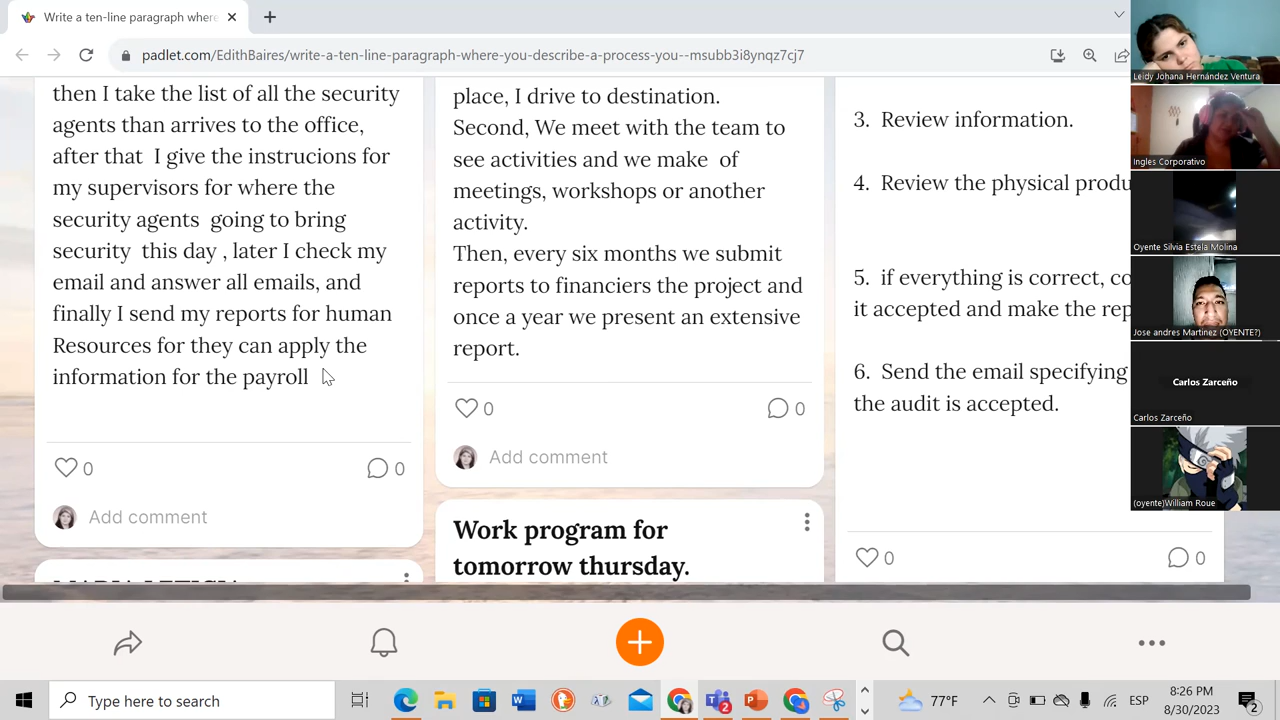 Write a ten-line paragraph where
padlet.com/EdithBaires/write-a-ten-line-paragraph-where-you-describe-a-process-you--msubb3i8ynqz7cj7
then I take the list of all the security
agents than arrives to the office,
after that I give the instrucions for
my supervisors for where the
security agents going to bring
security this day , later I check my
email and answer all emails, and
finally I send my reports for human
Resources for they can apply the
information for the payroll
0
0
Add comment
place, I drive to destination.
Second, We meet with the team to
see activities and we make of
meetings, workshops or another
activity.
Then, every six months we submit
reports to financiers the project and
once a year we present an extensive
report.
0
0
Add comment
Work program for
tomorrow thursday.
3. Review information.
4. Review the physical produ
5. if everything is correct, co
it accepted and make the rep
6. Send the email specifying
the audit is accepted.
0
0
Leidy Johana Hernández Ventura
Ingles Corporativo
Oyente Silvia Estela Molina
Jose andres Martinez (OYENTE?)
Carlos Zarceño
Carlos Zarceño
(oyente)William Roue
Type here to search
2
77°F
ESP
8:26 PM
8/30/2023
2